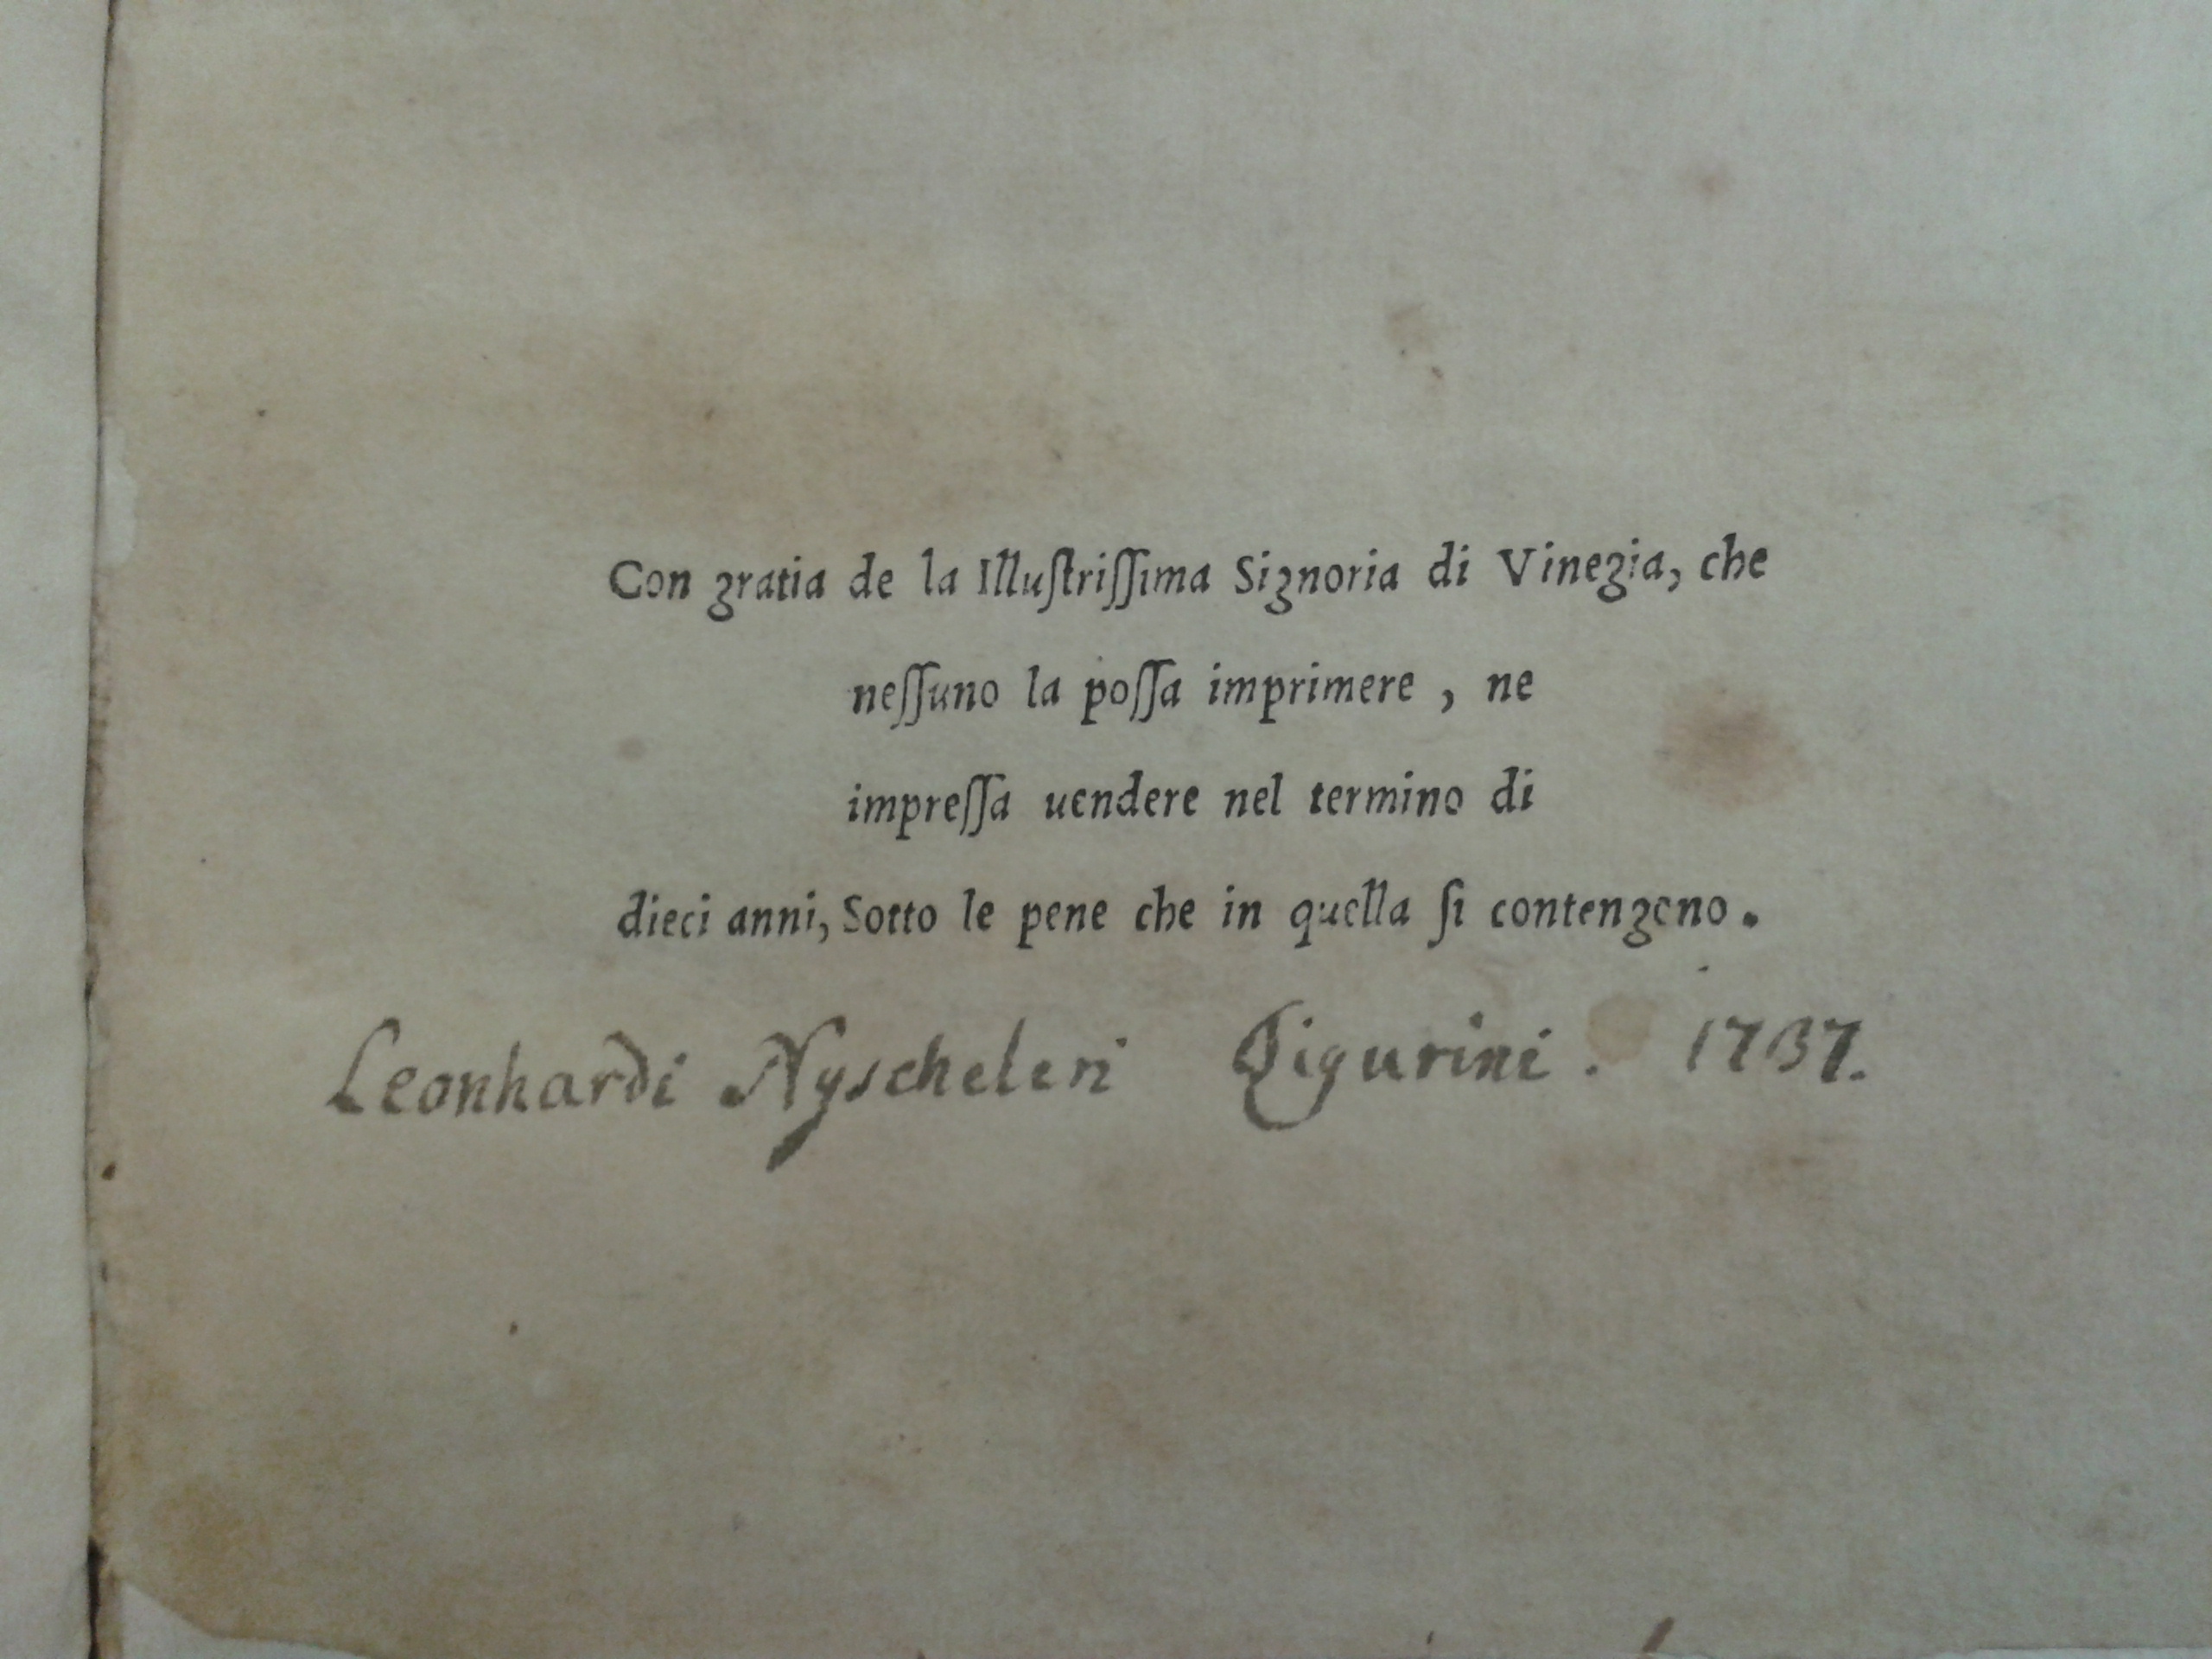 Con gratia de la Illuſtriſſima Signoria di Vinegia, che
neſſuno la poſſa imprimere , ne
impreſſa uendere nel termino di
dieci anni, Sotto le pene che in quella ſi contengono.
Leonhardi Nyscheleri Tigurini . 1737.